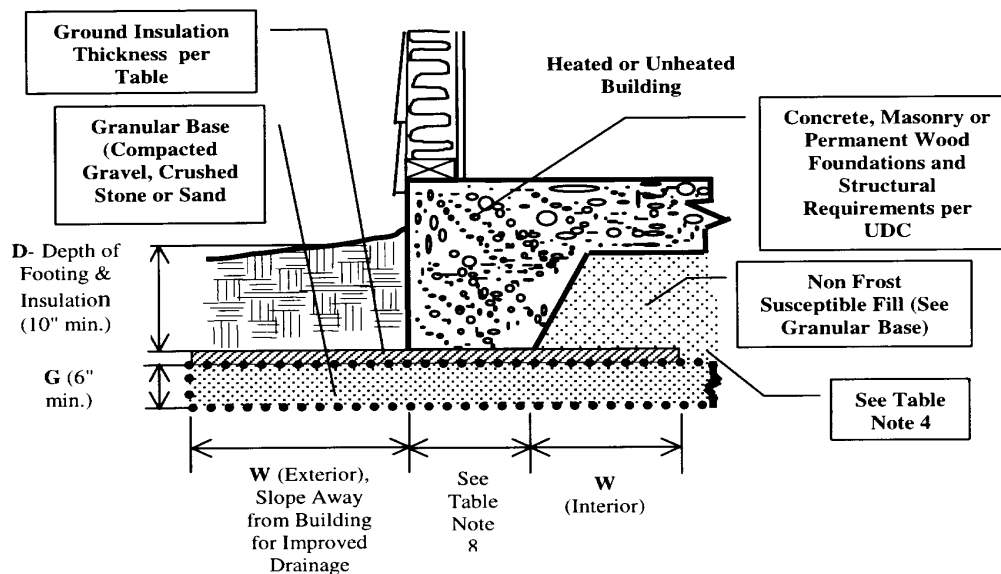 Ground Insulation
Thickness per
Table
Granular Base
(Compacted
Gravel, Crushed
Stone or Sand
Heated or Unheated
Building
Concrete, Masonry or
Permanent Wood
Foundations and
Structural
Requirements per
UDC
D- Depth of
Footing &
Insulation
(10" min.)
Non Frost
Susceptible Fill (See
Granular Base)
G (6"
min.)
See Table
Note 4
W (Exterior),
Slope Away
from Building
for Improved
Drainage
See
Table
Note
8
W
(Interior)